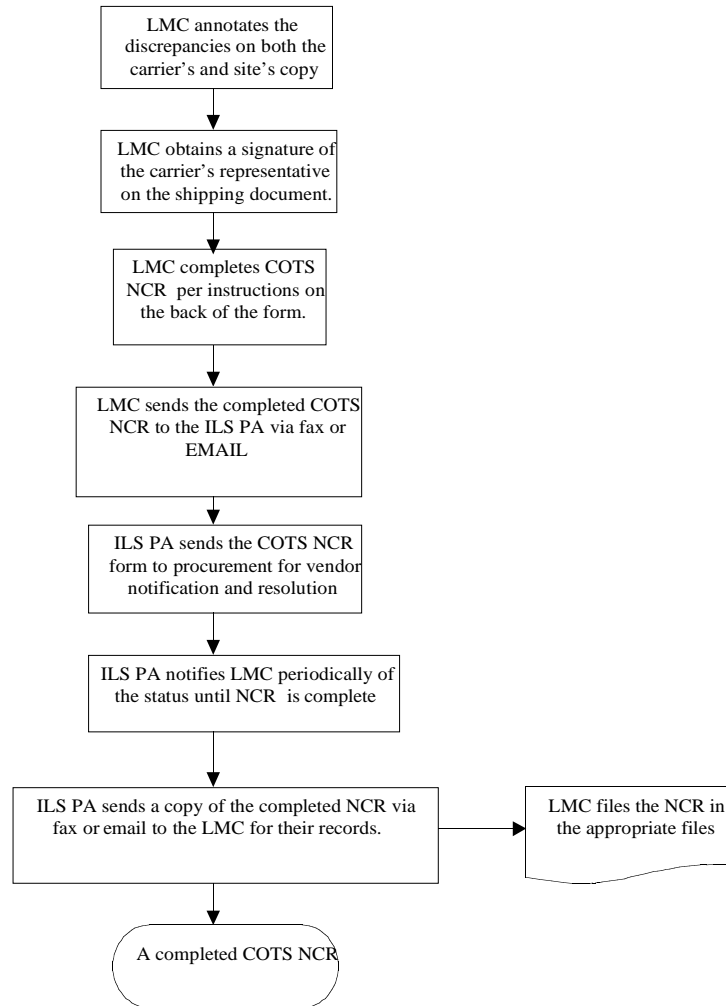 LMC annotates the
discrepancies on both the
carrier's and site's copy
LMC obtains a signature of
the carrier's representative
on the shipping document.
LMC completes COTS
NCR per instructions on
the back of the form.
LMC sends the completed COTS
NCR to the ILS PA via fax or
EMAIL
ILS PA sends the COTS NCR
form to procurement for vendor
notification and resolution
ILS PA notifies LMC periodically of
the status until NCR is complete
ILS PA sends a copy of the completed NCR via
fax or email to the LMC for their records.
LMC files the NCR in
the appropriate files
A completed COTS NCR